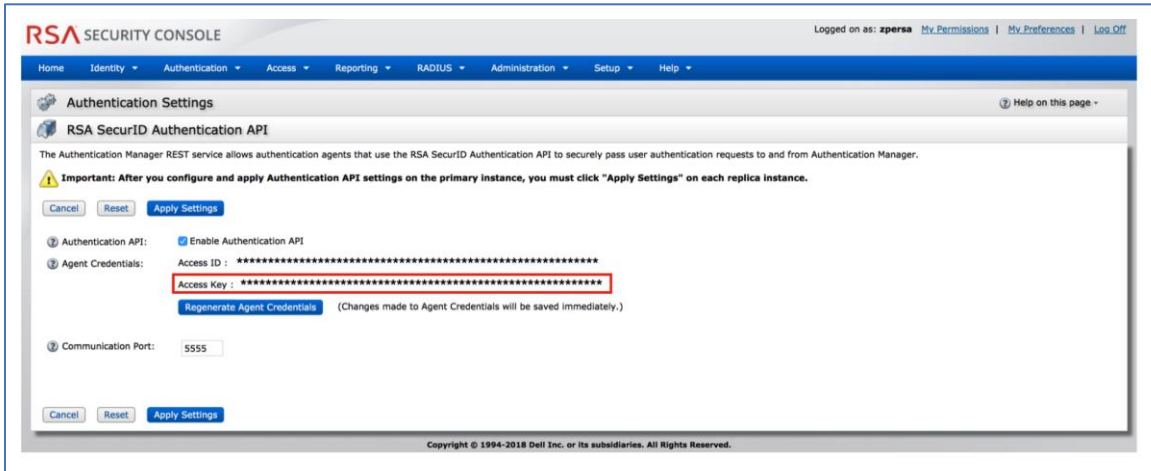 RSA SECURITY CONSOLE
Logged on as: zpersa My Permissions | My Preferences | Log Off
Home Identity Authentication Access Reporting RADIUS Administration Setup Help
Authentication Settings
Help on this page
RSA SecurID Authentication API
The Authentication Manager REST service allows authentication agents that use the RSA SecurID Authentication API to securely pass user authentication requests to and from Authentication Manager.
Important: After you configure and apply Authentication API settings on the primary instance, you must click "Apply Settings" on each replica instance.
Cancel Reset Apply Settings
Authentication API: Enable Authentication API
Agent Credentials: Access ID : **********************************************************
Access Key : **********************************************************
Regenerate Agent Credentials (Changes made to Agent Credentials will be saved immediately.)
Communication Port: 5555
Cancel Reset Apply Settings
Copyright © 1994-2018 Dell Inc. or its subsidiaries. All Rights Reserved.